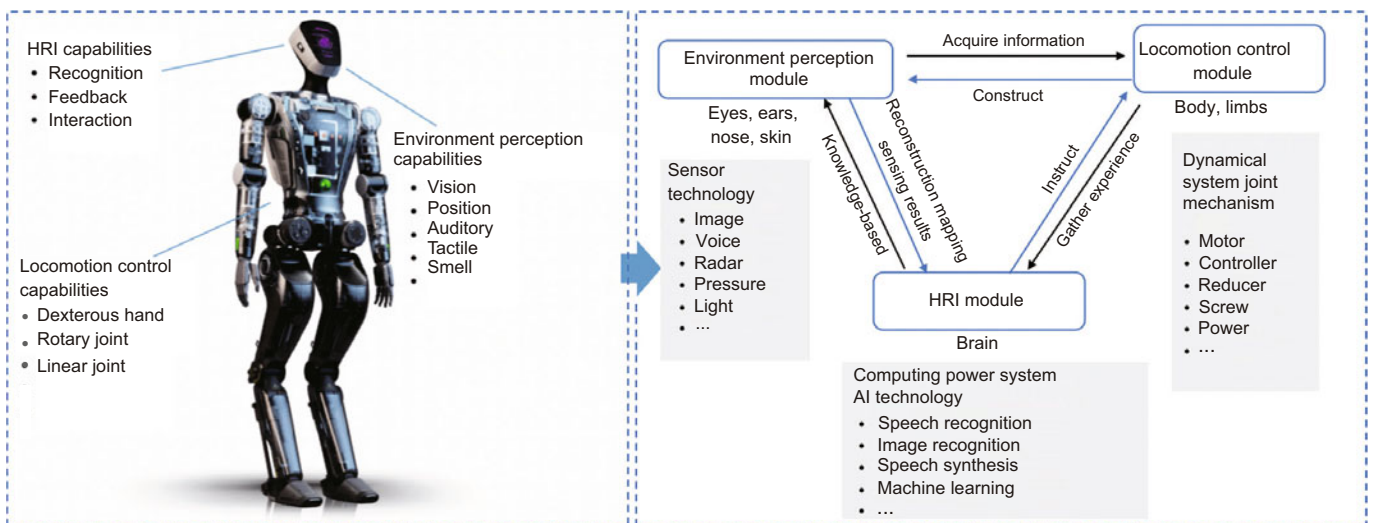 HRI capabilities
• Recognition
• Feedback
• Interaction
Environment perception
capabilities
• Vision
• Position
• Auditory
• Tactile
• Smell
•
Locomotion control
capabilities
• Dexterous hand
• Rotary joint
• Linear joint
Environment perception
module
Eyes, ears,
nose, skin
Acquire information
Construct
Locomotion control
module
Body, limbs
Sensor
technology
• Image
• Voice
• Radar
• Pressure
• Light
• ...
Knowledge-based
Reconstruction mapping
sensing results
Instruct
Gather experience
Dynamical
system joint
mechanism
• Motor
• Controller
• Reducer
• Screw
• Power
• ...
HRI module
Brain
Computing power system
AI technology
• Speech recognition
• Image recognition
• Speech synthesis
• Machine learning
• ...